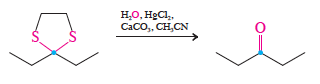 S S
H₂O, HgCl₂,
CaCO₃, CH₃CN
O